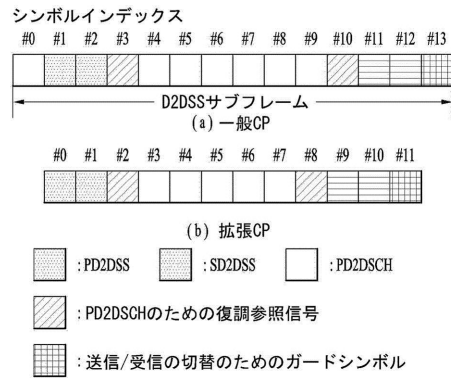 シンボルインデックス
#0 #1 #2 #3 #4 #5 #6 #7 #8 #9 #10 #11 #12 #13
D2DSSサブフレーム
(a) 一般CP
#0 #1 #2 #3 #4 #5 #6 #7 #8 #9 #10 #11
(b) 拡張CP
:PD2DSS :SD2DSS :PD2DSCH
:PD2DSCHのための復調参照信号
:送信/受信の切替のためのガードシンボル